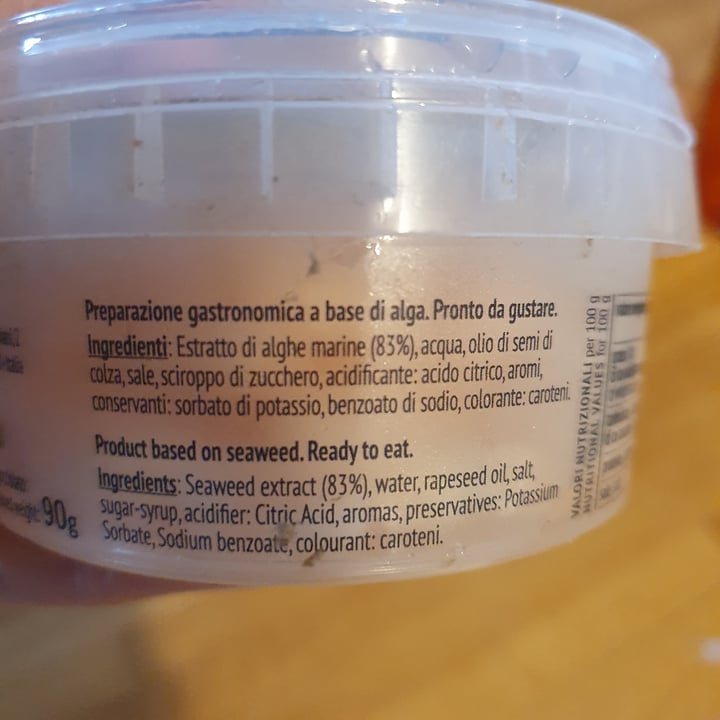 Preparazione gastronomica a base di alga. Pronto da gustare.
Ingredienti: Estratto di alghe marine (83%), acqua, olio di semi di
colza, sale, sciroppo di zucchero, acidificante: acido citrico, aromi,
conservanti: sorbato di potassio, benzoato di sodio, colorante: caroteni.
Product based on seaweed. Ready to eat.
Ingredients: Seaweed extract (83%), water, rapeseed oil, salt,
sugar-syrup, acidifier: Citric Acid, aromas, preservatives: Potassium
Sorbate, Sodium benzoate, colourant: caroteni.
90g
VALORI NUTRIZIONALI per 100 g
NUTRITIONAL VALUES for 100 g